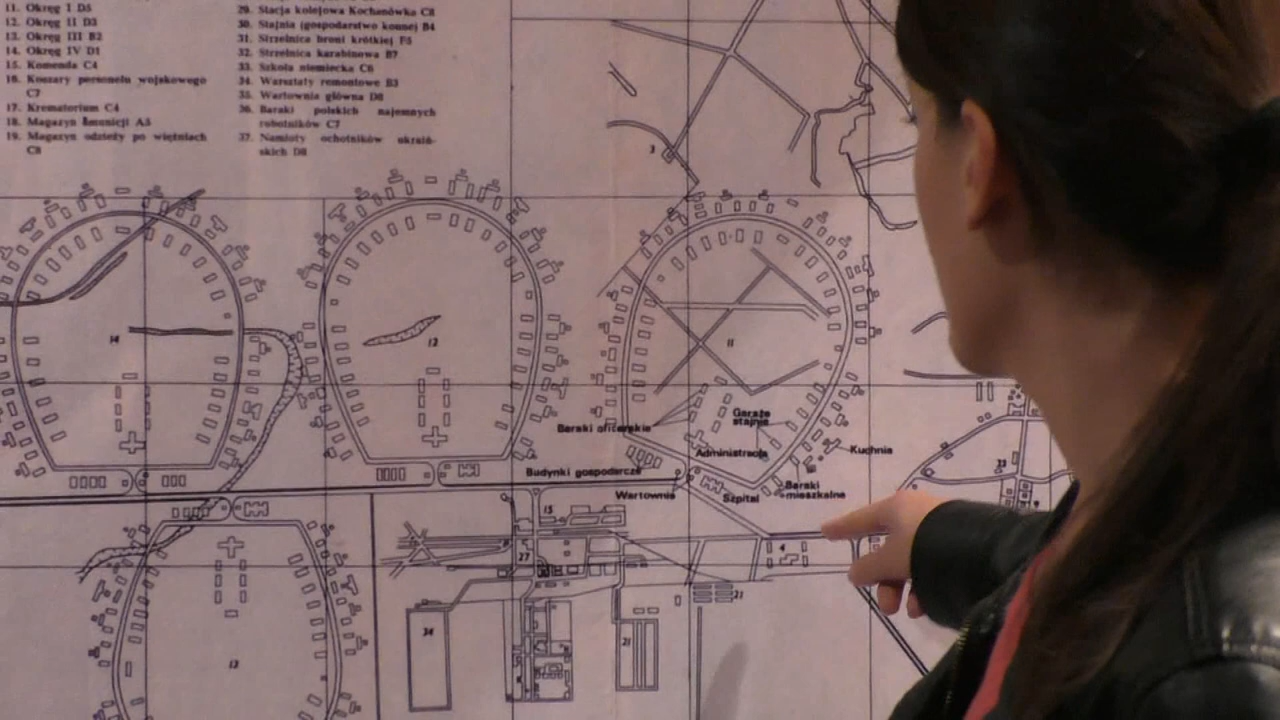 11. Okręg I D5
12. Okręg II D3
13. Okręg III B2
14. Okręg IV D1
15. Komenda C4
16. Koszary personelu wojskowego
C7
17. Krematorium C4
18. Magazyn amunicji A5
19. Magazyn odzieży po więźniach
C8
29. Stacja kolejowa Kochanówka C8
30. Stajnia (gospodarstwo konne) B4
31. Strzelnica broni krótkiej F5
32. Strzelnica karabinowa B7
33. Szkoła niemiecka C6
34. Warsztaty remontowe B3
35. Wartownia główna D8
36. Baraki polskich najemnych
robotników C7
37. Namioty ochotników ukraiń-
skich D8
3
14
12
11
Baraki oficerskie
Garaże
stajnie
Administracja
Kuchnia
Budynki gospodarcze
Wartownia
Szpital
Baraki
mieszkalne
33
15
27
4
21
34
21
13